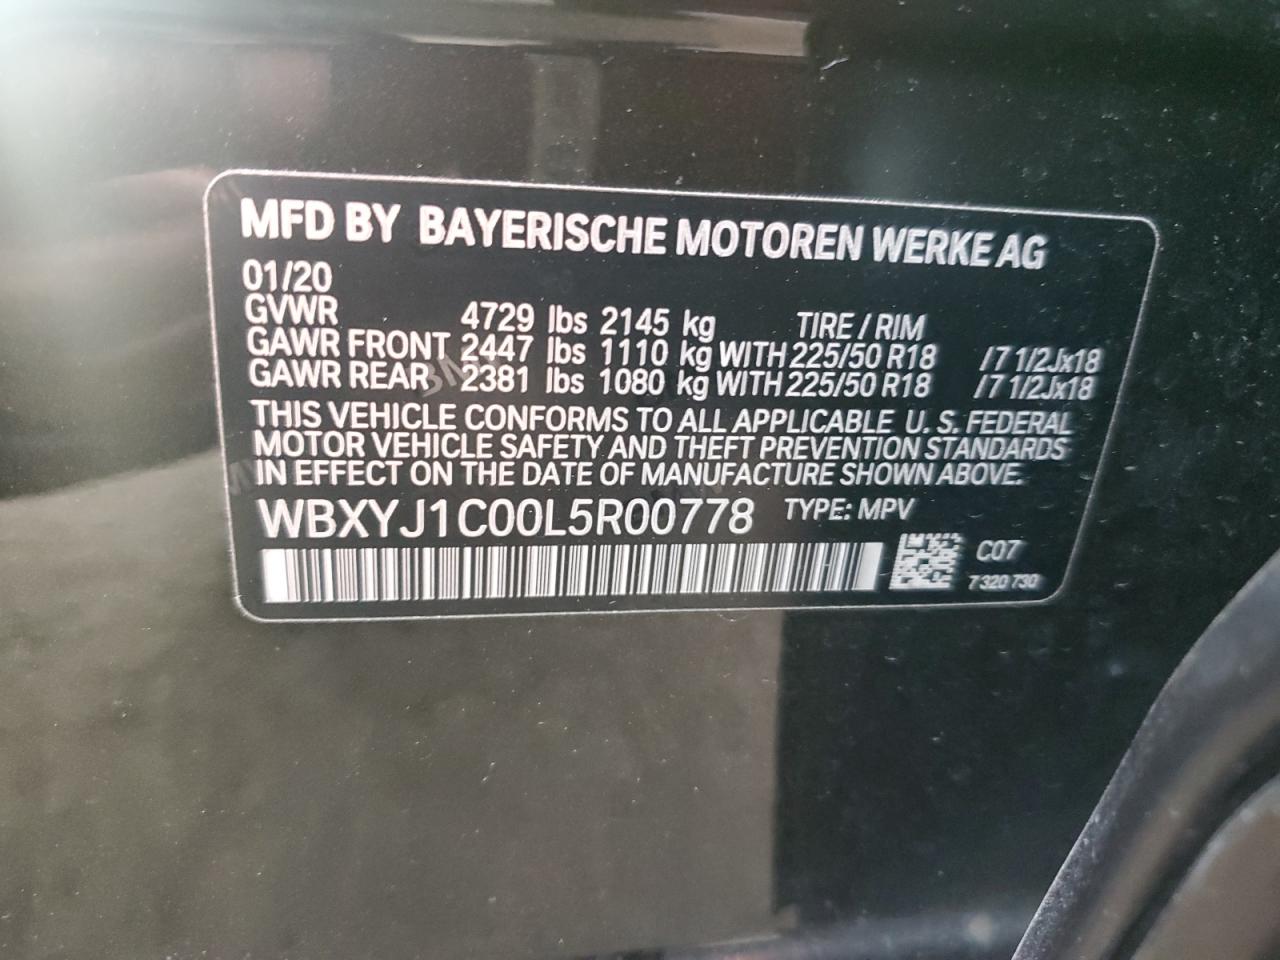 MFD BY BAYERISCHE MOTOREN WERKE AG
01/20
GVWR 4729 lbs 2145 kg TIRE / RIM
GAWR FRONT 2447 lbs 1110 kg WITH 225/50 R18 / 7 1/2Jx18
GAWR REAR 2381 lbs 1080 kg WITH 225/50 R18 / 7 1/2Jx18
THIS VEHICLE CONFORMS TO ALL APPLICABLE U. S. FEDERAL
MOTOR VEHICLE SAFETY AND THEFT PREVENTION STANDARDS
IN EFFECT ON THE DATE OF MANUFACTURE SHOWN ABOVE.
WBXYJ1C00L5R00778 TYPE: MPV
C07
7 320 730